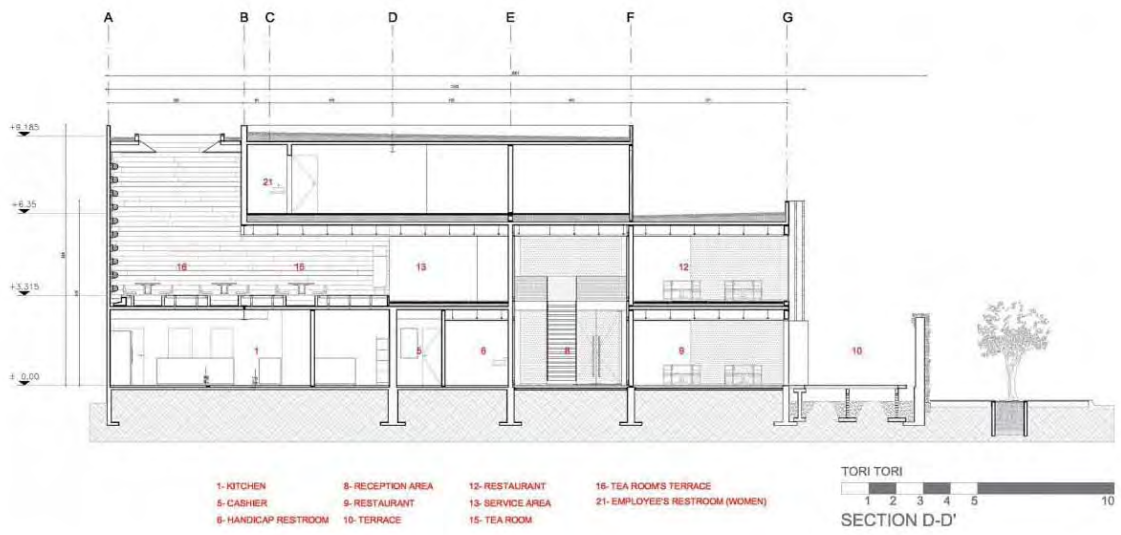 A B C D E F G
+9.185
+6.35
+3.315
± 0.00
21
16 15 13 12
1 5 6 8 9 10
1- KITCHEN 8- RECEPTION AREA 12- RESTAURANT 16- TEA ROOM'S TERRACE
5- CASHIER 9- RESTAURANT 13- SERVICE AREA 21- EMPLOYEE'S RESTROOM (WOMEN)
6- HANDICAP RESTROOM 10- TERRACE 15- TEA ROOM
TORI TORI
1 2 3 4 5 10
SECTION D-D'